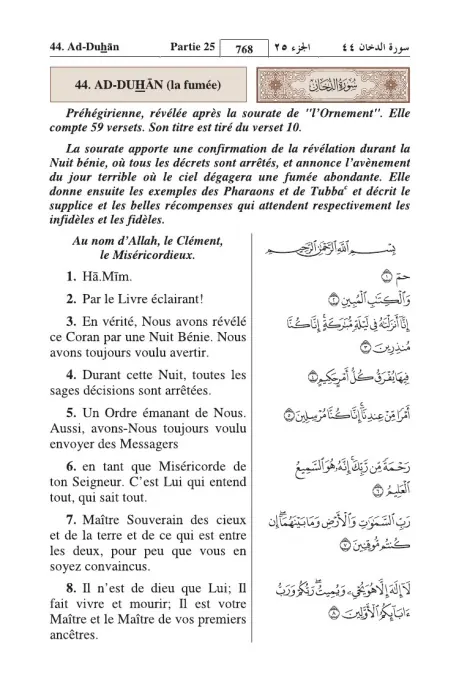 44. Ad-Duhān Partie 25 768 الجزء ٢٥ سورة الدخان ٤٤
44. AD-DUHĀN (la fumée) سُورَةُ الدُّخَانِ
Préhégirienne, révélée après la sourate de "l'Ornement". Elle
compte 59 versets. Son titre est tiré du verset 10.
La sourate apporte une confirmation de la révélation durant la
Nuit bénie, où tous les décrets sont arrêtés, et annonce l'avènement
du jour terrible où le ciel dégagera une fumée abondante. Elle
donne ensuite les exemples des Pharaons et de Tubbaᶜ et décrit le
supplice et les belles récompenses qui attendent respectivement les
infidèles et les fidèles.
Au nom d'Allah, le Clément,
le Miséricordieux.
1. Hā.Mīm.
2. Par le Livre éclairant!
3. En vérité, Nous avons révélé
ce Coran par une Nuit Bénie. Nous
avons toujours voulu avertir.
4. Durant cette Nuit, toutes les
sages décisions sont arrêtées.
5. Un Ordre émanant de Nous.
Aussi, avons-Nous toujours voulu
envoyer des Messagers
6. en tant que Miséricorde de
ton Seigneur. C'est Lui qui entend
tout, qui sait tout.
7. Maître Souverain des cieux
et de la terre et de ce qui est entre
les deux, pour peu que vous en
soyez convaincus.
8. Il n'est de dieu que Lui; Il
fait vivre et mourir; Il est votre
Maître et le Maître de vos premiers
ancêtres.
بِسْمِ اللَّهِ الرَّحْمَٰنِ الرَّحِيمِ
حمٓ ١
وَالْكِتَٰبِ الْمُبِينِ ٢
إِنَّآ أَنزَلْنَٰهُ فِى لَيْلَةٍ مُّبَٰرَكَةٍ إِنَّا كُنَّا
مُنذِرِينَ ٣
فِيهَا يُفْرَقُ كُلُّ أَمْرٍ حَكِيمٍ ٤
أَمْرًا مِّنْ عِندِنَآ إِنَّا كُنَّا مُرْسِلِينَ ٥
رَحْمَةً مِّن رَّبِّكَ إِنَّهُۥ هُوَ السَّمِيعُ
الْعَلِيمُ ٦
رَبِّ السَّمَٰوَٰتِ وَالْأَرْضِ وَمَا بَيْنَهُمَآ إِن
كُنتُم مُّوقِنِينَ ٧
لَآ إِلَٰهَ إِلَّا هُوَ يُحْىِۦ وَيُمِيتُ رَبُّكُمْ وَرَبُّ
ءَابَآئِكُمُ الْأَوَّلِينَ ٨